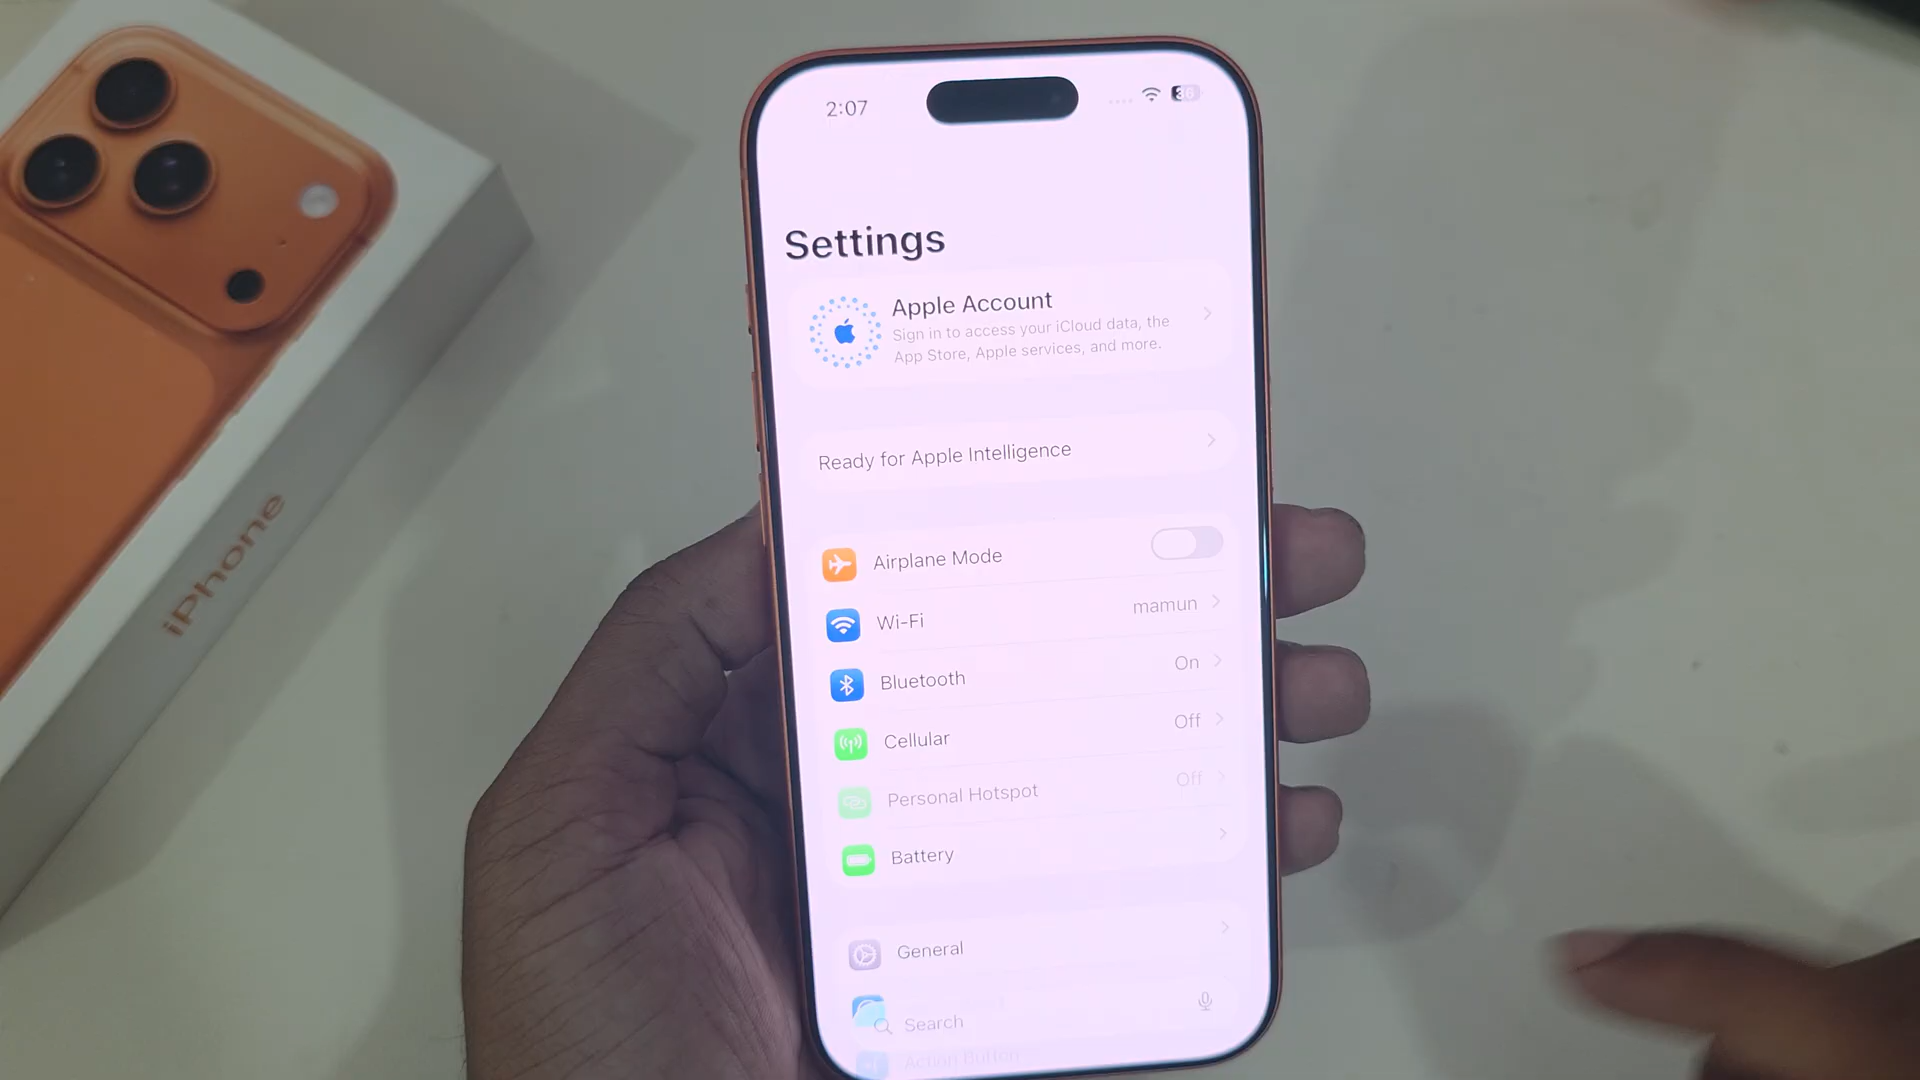 iPhone
2:07
36
Settings
Apple Account
Sign in to access your iCloud data, the
App Store, Apple services, and more.
Ready for Apple Intelligence
Airplane Mode
Wi-Fi mamun
Bluetooth On
Cellular Off
Personal Hotspot Off
Battery
General
Search
Action Button